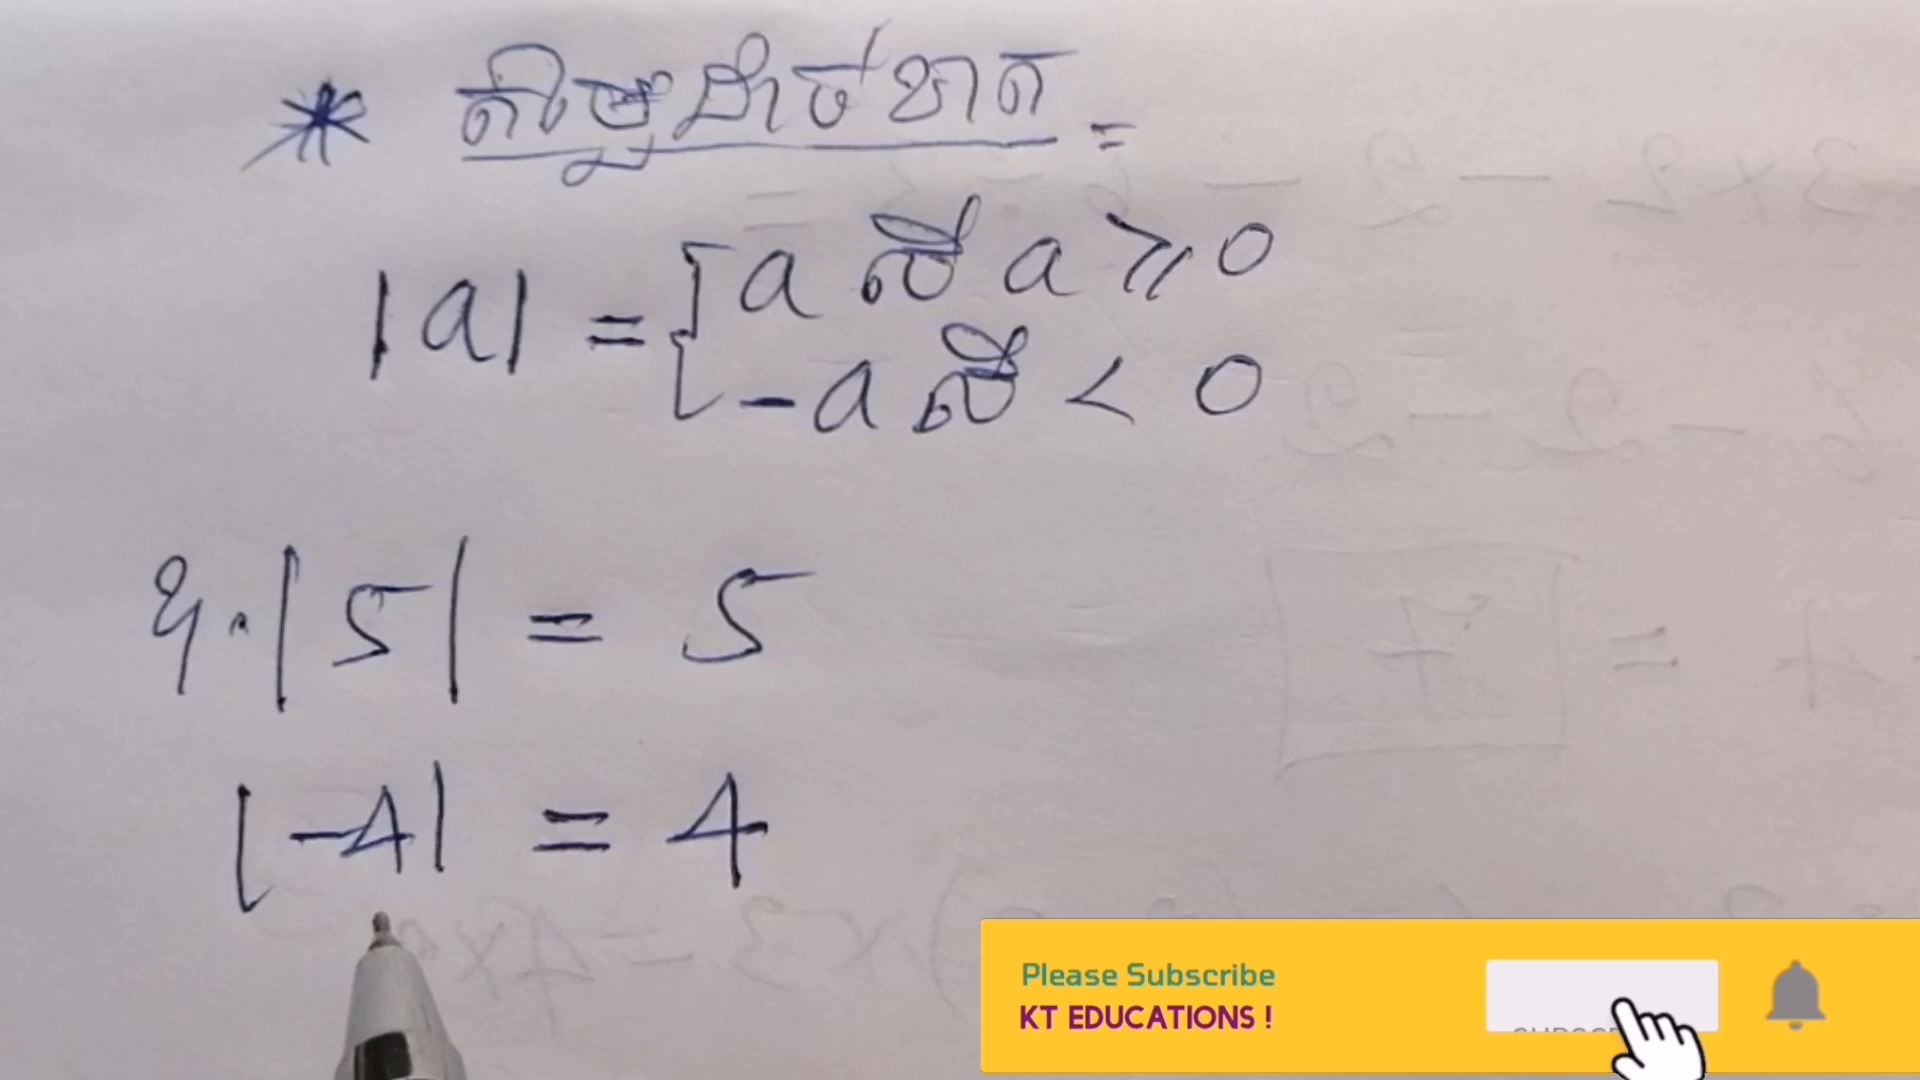 * តម្លៃដាច់ខាត =
|a| = { a បើ a ⩾ 0
-a បើ < 0
ឧ. |5| = 5
|-4| = 4
Please Subscribe
KT EDUCATIONS !